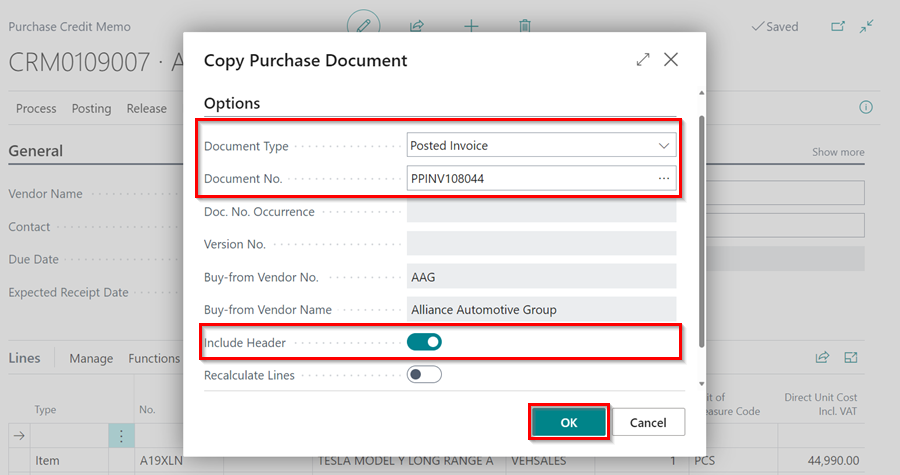 Purchase Credit Memo
Saved
CRM0109007 · A
Process Posting Release
General
Show more
Vendor Name
Contact
Due Date
Expected Receipt Date
Lines Manage Functions
Type No. Direct Unit Cost
Code Incl. VAT
Item A19XLN TESLA MODEL Y LONG RANGE A VEHSALES 1 PCS 44,990.00
Copy Purchase Document
Options
Document Type Posted Invoice
Document No. PPINV108044 ...
Doc. No. Occurrence
Version No.
Buy-from Vendor No. AAG
Buy-from Vendor Name Alliance Automotive Group
Include Header
Recalculate Lines
OK Cancel